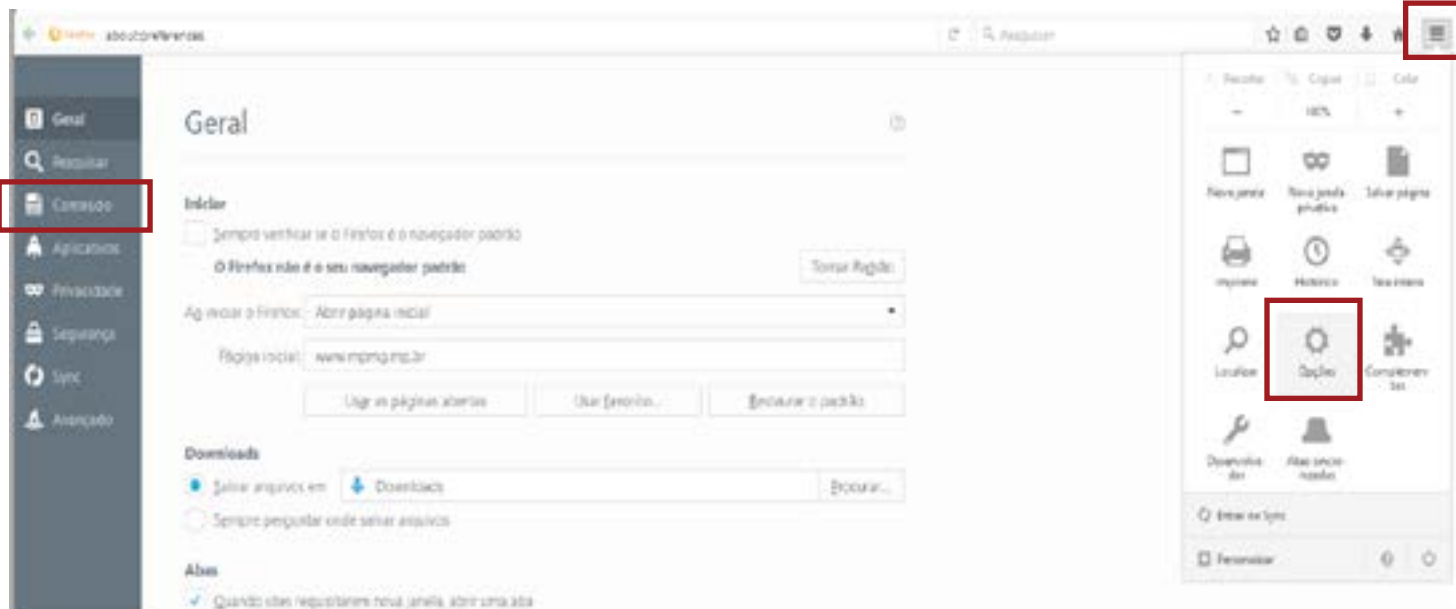 Firefox about:preferences Pesquisar
Recortar Copiar Colar
100%
Nova janela Nova janela privativa Salvar página
Imprimir Histórico Tela inteira
Localizar Opções Complementos
Abas sincronizadas
Entrar no Sync
Personalizar
Geral
Pesquisar
Conteúdo
Aplicativos
Privacidade
Segurança
Sync
Avançado
Geral
Iniciar
Sempre verificar se o Firefox é o navegador padrão
O Firefox não é o seu navegador padrão Tornar Padrão
Ao iniciar o Firefox: Abrir página inicial
Página inicial: www.mpmg.mp.br
Usar as páginas abertas Usar favorito... Restaurar o padrão
Downloads
Salvar arquivos em Downloads Procurar...
Sempre perguntar onde salvar arquivos
Abas
Quando sites requisitarem nova janela, abrir uma aba